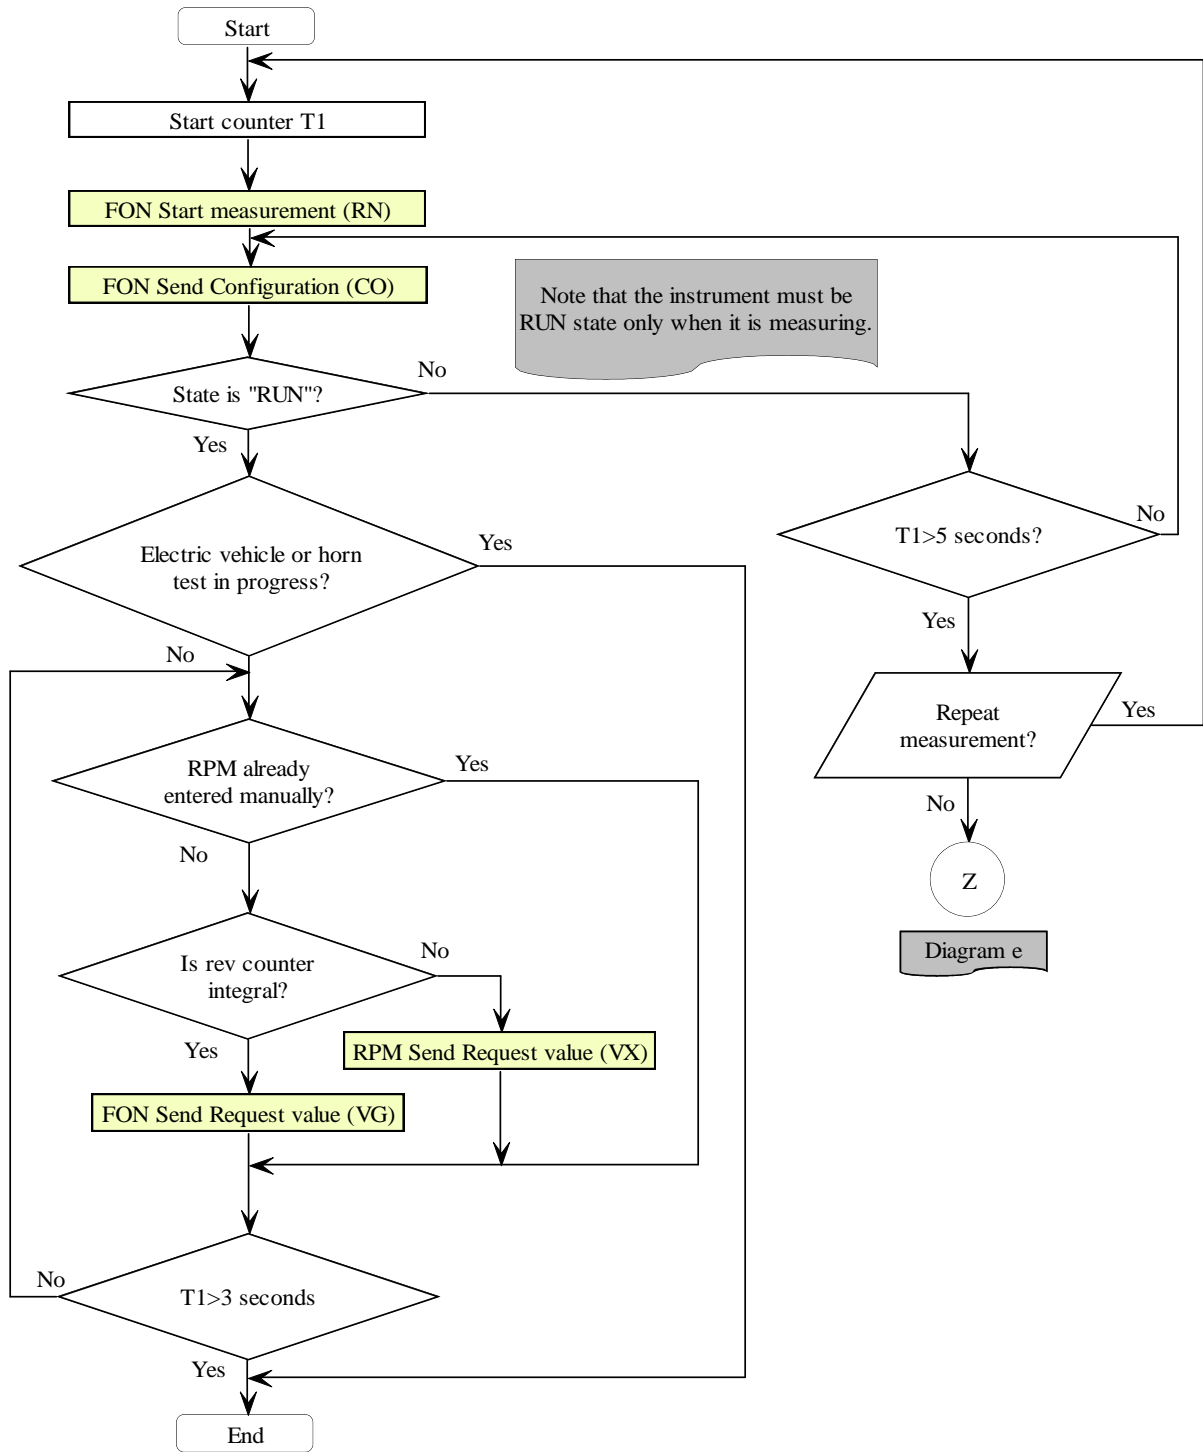 Start
Start counter T1
FON Start measurement (RN)
FON Send Configuration (CO)
Note that the instrument must be
RUN state only when it is measuring.
State is "RUN"?
No
Yes
T1>5 seconds?
No
Yes
Electric vehicle or horn
test in progress?
Yes
No
Repeat
measurement?
Yes
No
Z
Diagram e
RPM already
entered manually?
Yes
No
Is rev counter
integral?
No
Yes
RPM Send Request value (VX)
FON Send Request value (VG)
T1>3 seconds
No
Yes
End